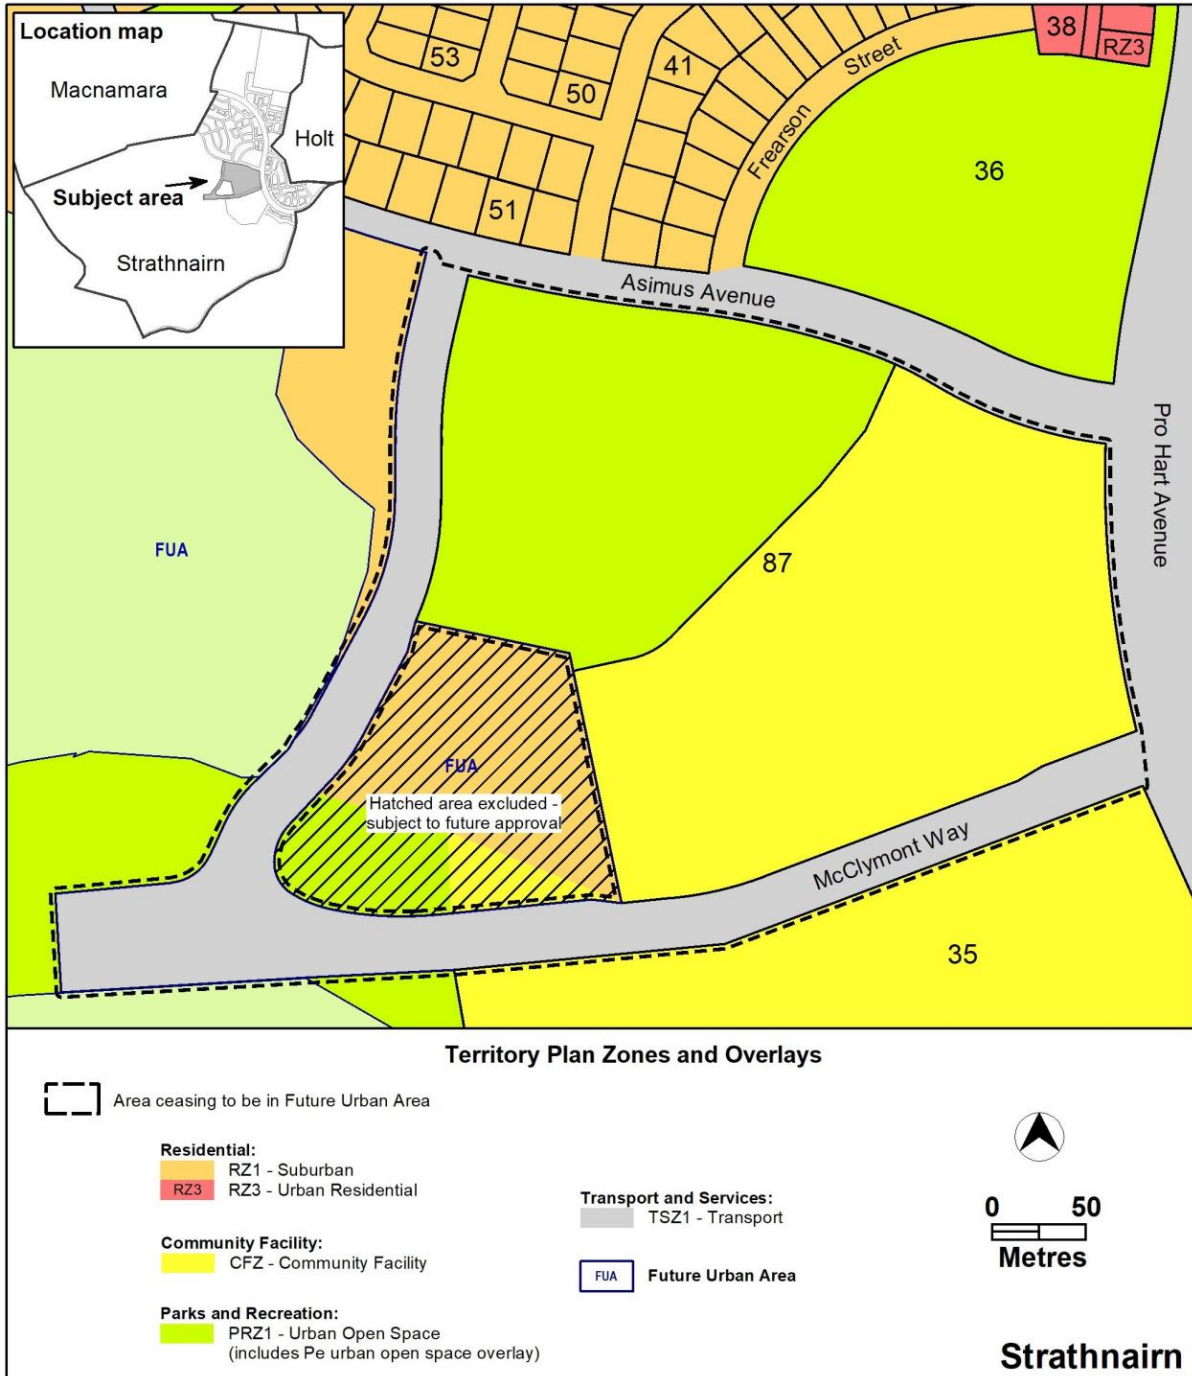 Location map
Macnamara
Holt
Subject area
Strathnairn
53
50
41
51
38
RZ3
36
Frearson
Street
Asimus Avenue
Pro Hart Avenue
FUA
87
FUA
Hatched area excluded -
subject to future approval
McClymont Way
35
Territory Plan Zones and Overlays
Area ceasing to be in Future Urban Area
Residential:
RZ1 - Suburban
RZ3
RZ3 - Urban Residential
Community Facility:
CFZ - Community Facility
Parks and Recreation:
PRZ1 - Urban Open Space
(includes Pe urban open space overlay)
Transport and Services:
TSZ1 - Transport
FUA
Future Urban Area
0 50
Metres
Strathnairn